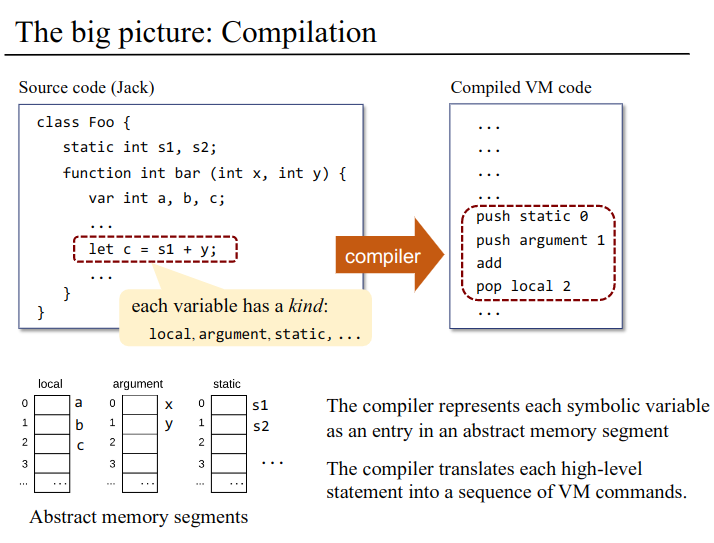 The big picture: Compilation
Source code (Jack)
class Foo {
static int s1, s2;
function int bar (int x, int y) {
var int a, b, c;
...
let c = s1 + y;
...
}
}
each variable has a kind:
local, argument, static, ...
compiler
Compiled VM code
...
...
...
...
push static 0
push argument 1
add
pop local 2
...
local
0 a
1 b
2 c
3
... ...
argument
0 x
1 y
2
3
... ...
static
0 s1
1 s2
2
3
... ...
...
Abstract memory segments
The compiler represents each symbolic variable
as an entry in an abstract memory segment
The compiler translates each high-level
statement into a sequence of VM commands.